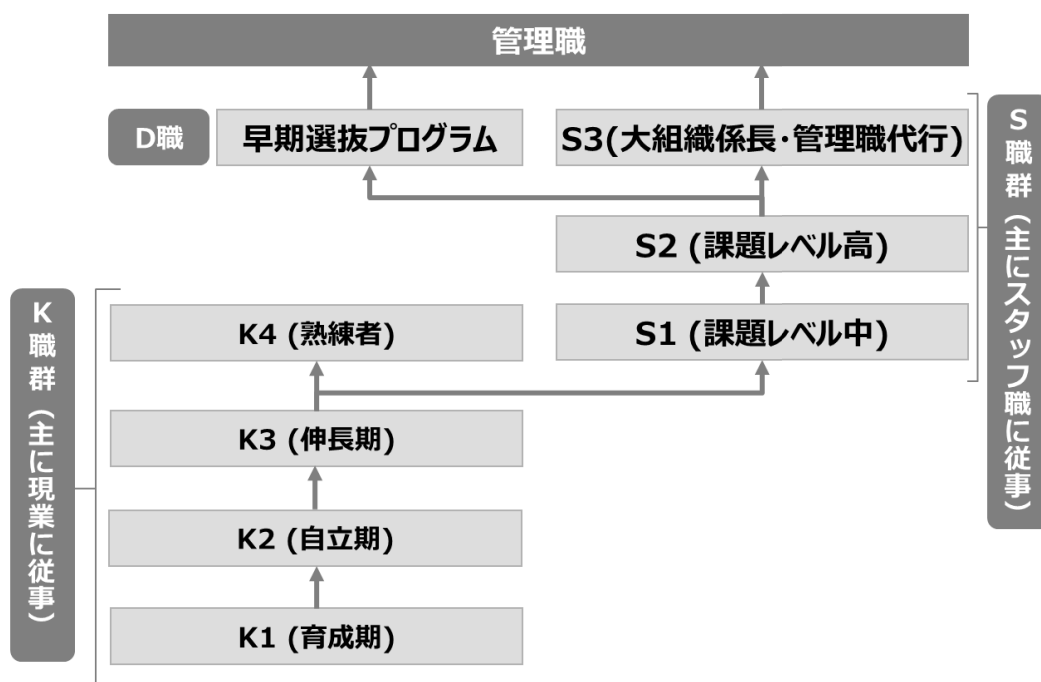 管理職
D職
早期選抜プログラム
S3(大組織係長・管理職代行)
S職群（主にスタッフ職に従事）
S2 (課題レベル高)
K職群（主に現業に従事）
K4 (熟練者)
S1 (課題レベル中)
K3 (伸長期)
K2 (自立期)
K1 (育成期)